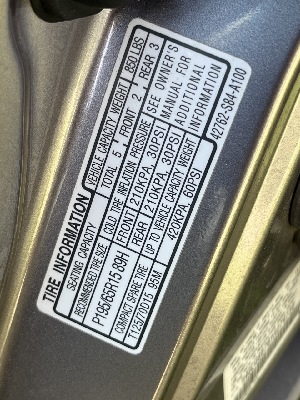 TIRE INFORMATION
VEHICLE CAPACITY WEIGHT 850 LBS
SEATING CAPACITY TOTAL 5 FRONT 2 REAR 3
RECOMMENDED TIRE SIZE COLD TIRE INFLATION PRESSURE SEE OWNER'S
P195/65R15 89H FRONT 210KPA, 30PSI MANUAL FOR
REAR 210KPA, 30PSI ADDITIONAL
COMPACT SPARE TIRE UP TO VEHICLE CAPACITY WEIGHT INFORMATION
T125/70D15 95M 420KPA, 60PSI
42762-S84-A100